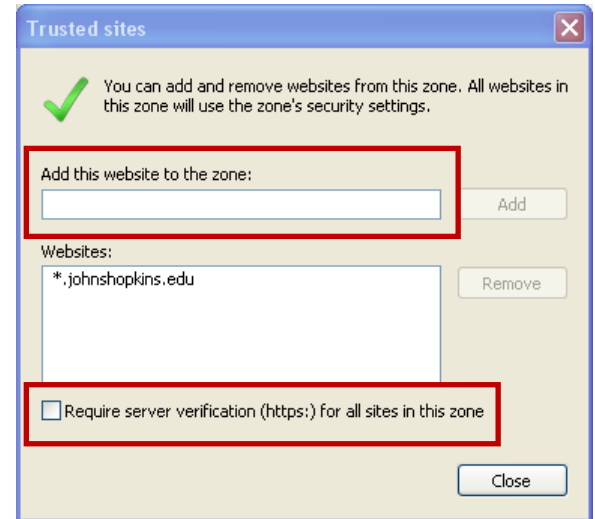 Trusted sites
You can add and remove websites from this zone. All websites in
this zone will use the zone's security settings.
Add this website to the zone:
Add
Websites:
*.johnshopkins.edu
Remove
Require server verification (https:) for all sites in this zone
Close